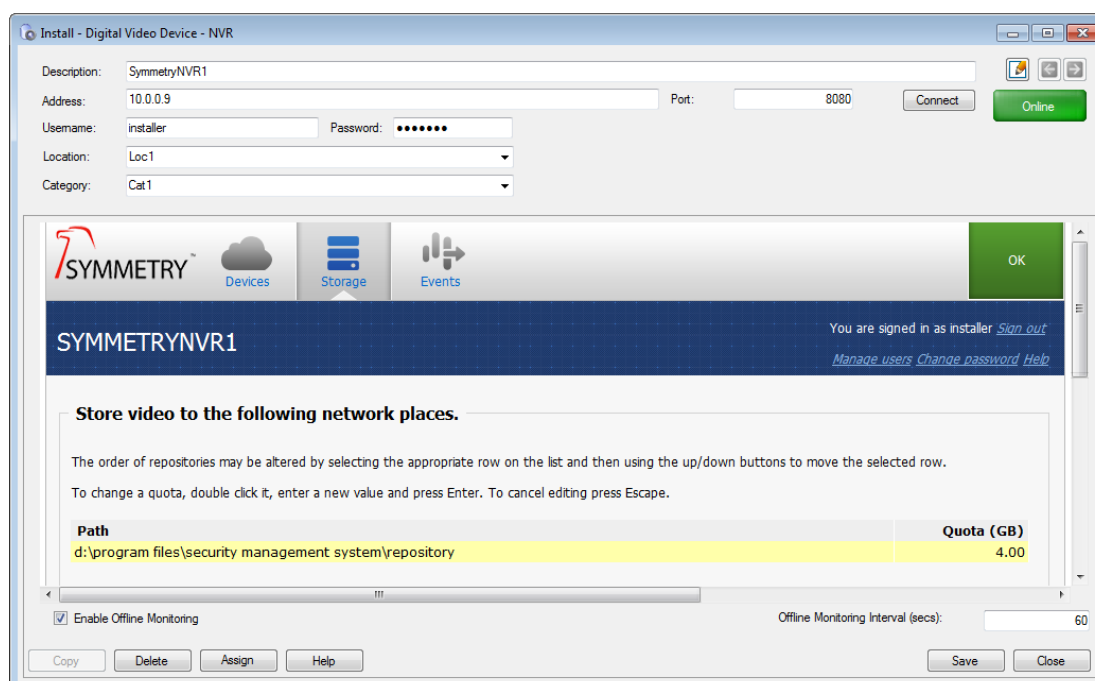 Install - Digital Video Device - NVR
Description: SymmetryNVR1
Address: 10.0.0.9 Port: 8080 Connect Online
Username: installer Password: •••••••
Location: Loc1
Category: Cat1
SYMMETRY™ Devices Storage Events OK
SYMMETRYNVR1
You are signed in as installer Sign out
Manage users Change password Help
Store video to the following network places.
The order of repositories may be altered by selecting the appropriate row on the list and then using the up/down buttons to move the selected row.
To change a quota, double click it, enter a new value and press Enter. To cancel editing press Escape.
Path Quota (GB)
d:\program files\security management system\repository 4.00
Enable Offline Monitoring Offline Monitoring Interval (secs): 60
Copy Delete Assign Help Save Close